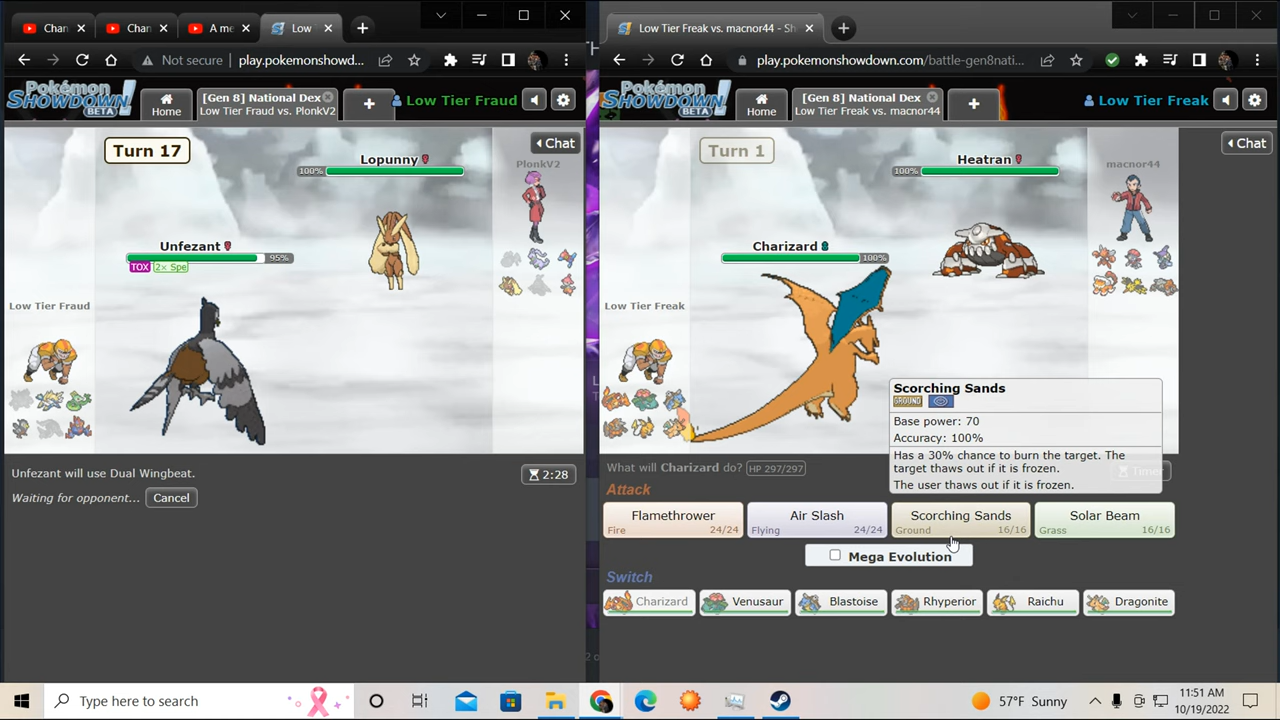 Chan
Chan
A me
Low
Not secure
play.pokemonshowd...
Pokémon
SHOWDOWN!
BETA
Home
[Gen 8] National Dex
Low Tier Fraud vs. PlonkV2
Low Tier Fraud
Turn 17
Chat
PlonkV2
Lopunny
100%
Unfezant
95%
TOX
2× Spe
Low Tier Fraud
Unfezant will use Dual Wingbeat.
2:28
Waiting for opponent...
Cancel
Low Tier Freak vs. macnor44 - Sh
play.pokemonshowdown.com/battle-gen8nati...
Pokémon
SHOWDOWN!
BETA
Home
[Gen 8] National Dex
Low Tier Freak vs. macnor44
Low Tier Freak
Turn 1
Chat
macnor44
Heatran
100%
Charizard
100%
Low Tier Freak
Scorching Sands
GROUND
Base power: 70
Accuracy: 100%
Has a 30% chance to burn the target. The
target thaws out if it is frozen.
The user thaws out if it is frozen.
What will Charizard do?
HP 297/297
Timer
Attack
Flamethrower
Fire 24/24
Air Slash
Flying 24/24
Scorching Sands
Ground 16/16
Solar Beam
Grass 16/16
Mega Evolution
Switch
Charizard
Venusaur
Blastoise
Rhyperior
Raichu
Dragonite
Type here to search
57°F Sunny
11:51 AM
10/19/2022